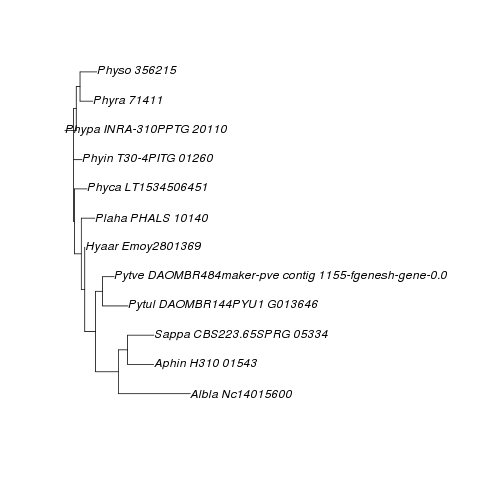 Physo 356215
Phyra 71411
Phypa INRA-310PPTG 20110
Phyin T30-4PITG 01260
Phyca LT1534506451
Plaha PHALS 10140
Hyaar Emoy2801369
Pytve DAOMBR484maker-pve contig 1155-fgenesh-gene-0.0
Pytul DAOMBR144PYU1 G013646
Sappa CBS223.65SPRG 05334
Aphin H310 01543
Albla Nc14015600